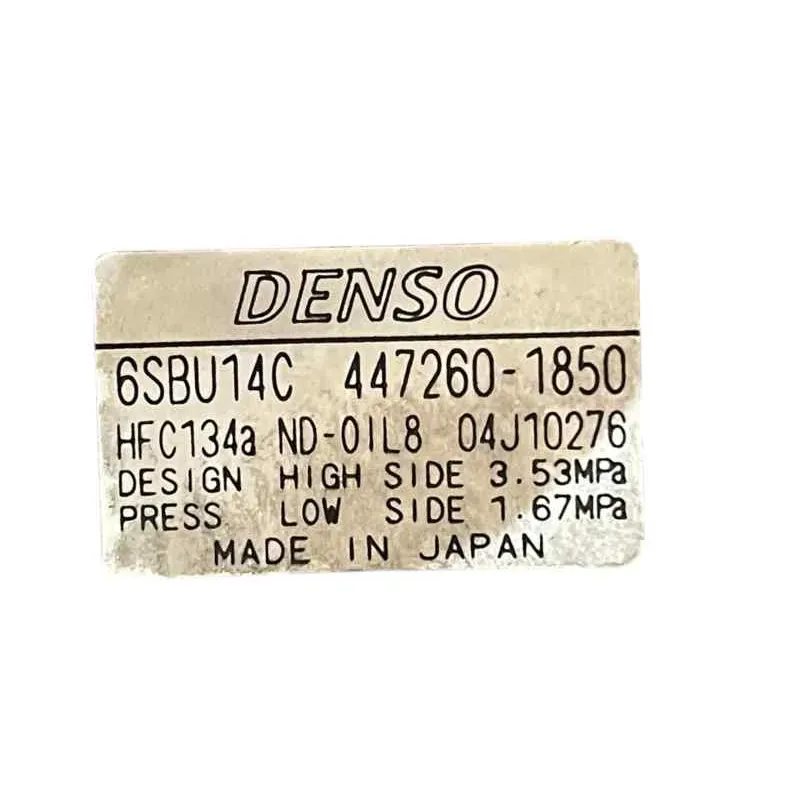 DENSO
6SBU14C 447260-1850
HFC134a ND-OIL8 04J10276
DESIGN HIGH SIDE 3.53MPa
PRESS LOW SIDE 1.67MPa
MADE IN JAPAN